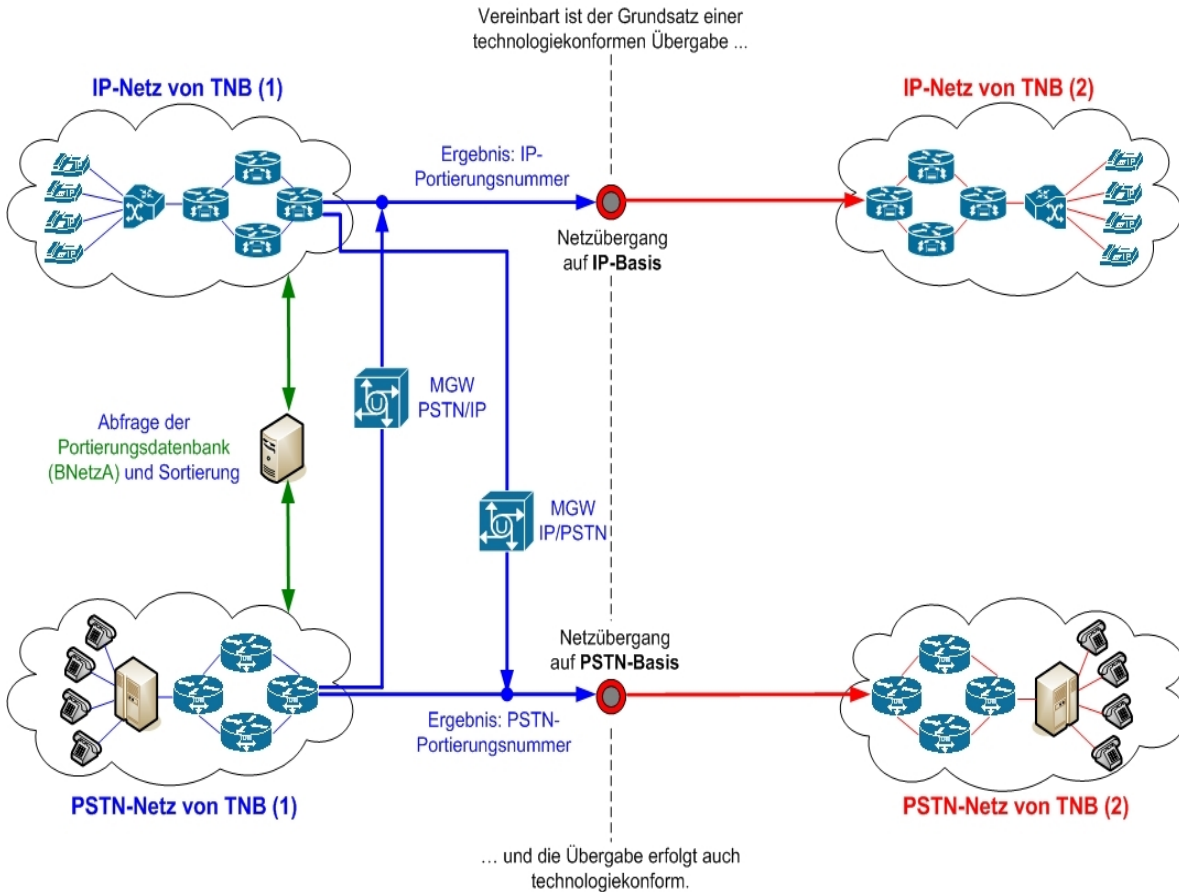 Vereinbart ist der Grundsatz einer
technologiekonformen Übergabe ...
IP-Netz von TNB (1)
IP-Netz von TNB (2)
Ergebnis: IP-
Portierungsnummer
Netzübergang
auf IP-Basis
MGW
PSTN/IP
Abfrage der
Portierungsdatenbank
(BNetzA) und Sortierung
MGW
IP/PSTN
Netzübergang
auf PSTN-Basis
Ergebnis: PSTN-
Portierungsnummer
PSTN-Netz von TNB (1)
PSTN-Netz von TNB (2)
... und die Übergabe erfolgt auch
technologiekonform.